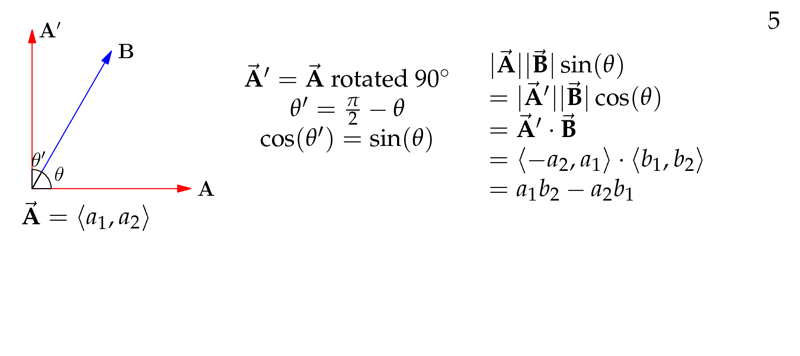 5
A′
B
θ′
θ
A
A⃗ = ⟨a₁, a₂⟩
A⃗′ = A⃗ rotated 90°
θ′ = π/2 − θ
cos(θ′) = sin(θ)
|A⃗||B⃗| sin(θ)
= |A⃗′||B⃗| cos(θ)
= A⃗′ · B⃗
= ⟨−a₂, a₁⟩ · ⟨b₁, b₂⟩
= a₁b₂ − a₂b₁